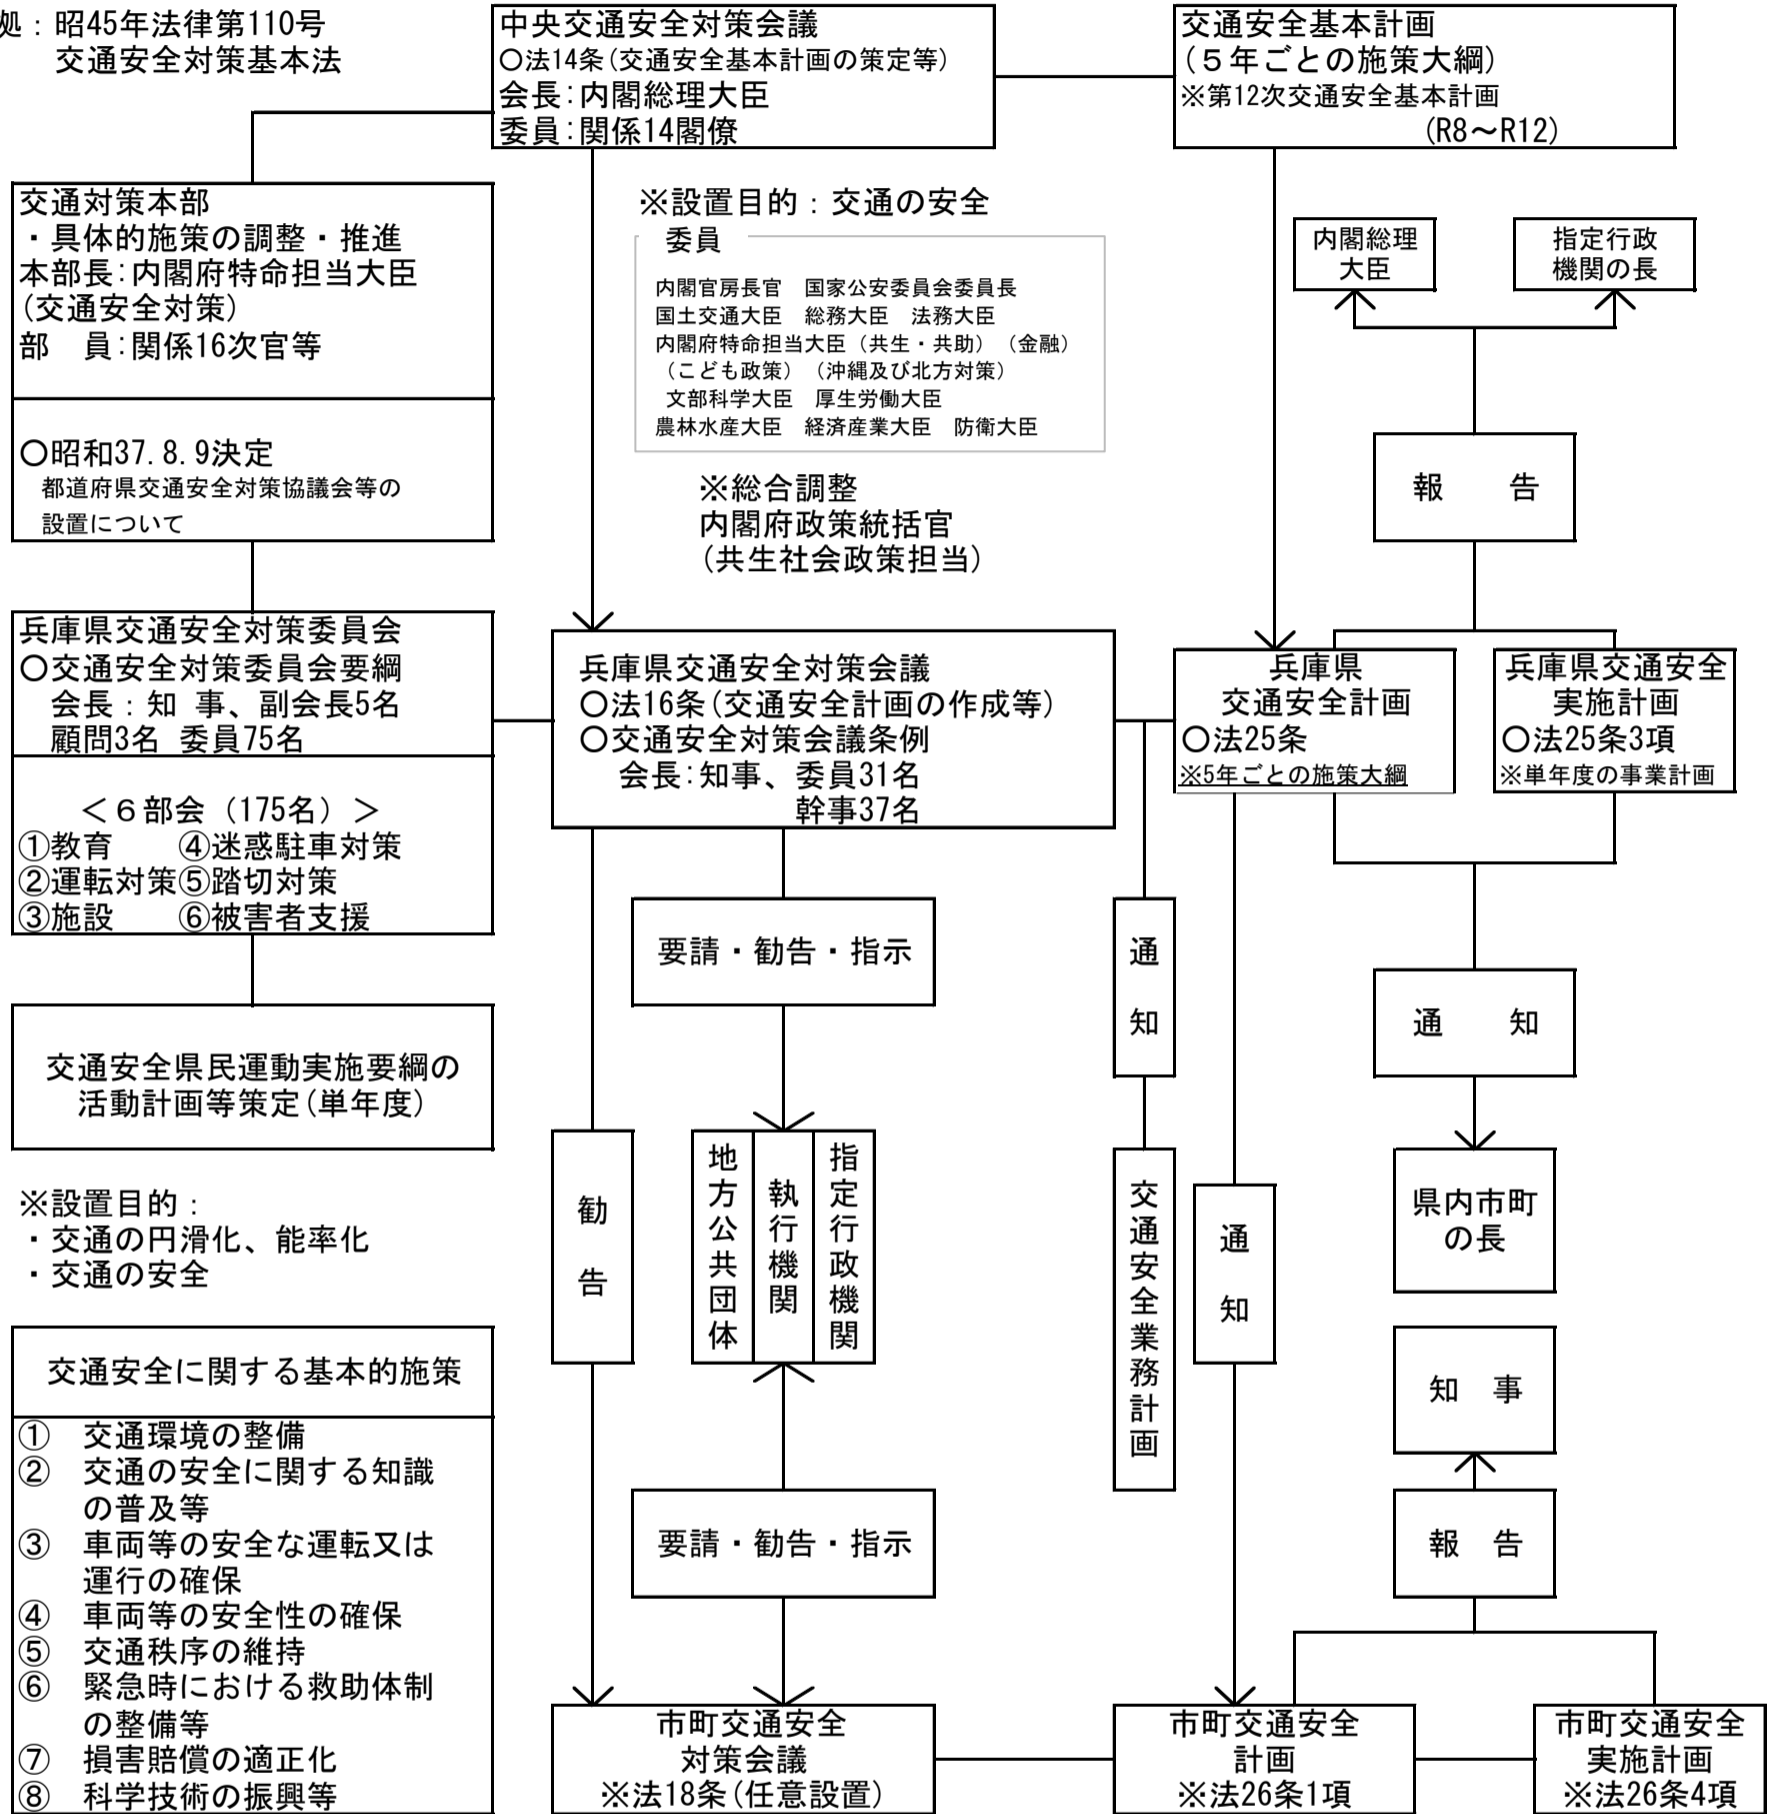 拠：昭45年法律第110号
交通安全対策基本法
中央交通安全対策会議
〇法14条(交通安全基本計画の策定等)
会長:内閣総理大臣
委員:関係14閣僚
交通安全基本計画
(５年ごとの施策大綱)
※第12次交通安全基本計画
(R8～R12)
交通対策本部
・具体的施策の調整・推進
本部長:内閣府特命担当大臣
(交通安全対策)
部　員:関係16次官等
〇昭和37.8.9決定
都道府県交通安全対策協議会等の
設置について
※設置目的：交通の安全
委員
内閣官房長官　国家公安委員会委員長
国土交通大臣　総務大臣　法務大臣
内閣府特命担当大臣（共生・共助）（金融）
（こども政策）（沖縄及び北方対策）
文部科学大臣　厚生労働大臣
農林水産大臣　経済産業大臣　防衛大臣
※総合調整
内閣府政策統括官
(共生社会政策担当)
内閣総理
大臣
指定行政
機関の長
報　　告
兵庫県交通安全対策委員会
〇交通安全対策委員会要綱
会長：知 事、副会長5名
顧問3名 委員75名
＜６部会（175名）＞
①教育　　④迷惑駐車対策
②運転対策⑤踏切対策
③施設　　⑥被害者支援
兵庫県交通安全対策会議
〇法16条(交通安全計画の作成等)
〇交通安全対策会議条例
会長:知事、委員31名
幹事37名
兵庫県
交通安全計画
〇法25条
※5年ごとの施策大綱
兵庫県交通安全
実施計画
〇法25条3項
※単年度の事業計画
要請・勧告・指示
通知
通　　知
交通安全県民運動実施要綱の
活動計画等策定(単年度)
勧告
地方公共団体
執行機関
指定行政機関
交通安全業務計画
通知
県内市町
の長
※設置目的：
・交通の円滑化、能率化
・交通の安全
知　事
交通安全に関する基本的施策
①　交通環境の整備
②　交通の安全に関する知識
の普及等
③　車両等の安全な運転又は
運行の確保
④　車両等の安全性の確保
⑤　交通秩序の維持
⑥　緊急時における救助体制
の整備等
⑦　損害賠償の適正化
⑧　科学技術の振興等
要請・勧告・指示
報　告
市町交通安全
対策会議
※法18条(任意設置)
市町交通安全
計画
※法26条1項
市町交通安全
実施計画
※法26条4項